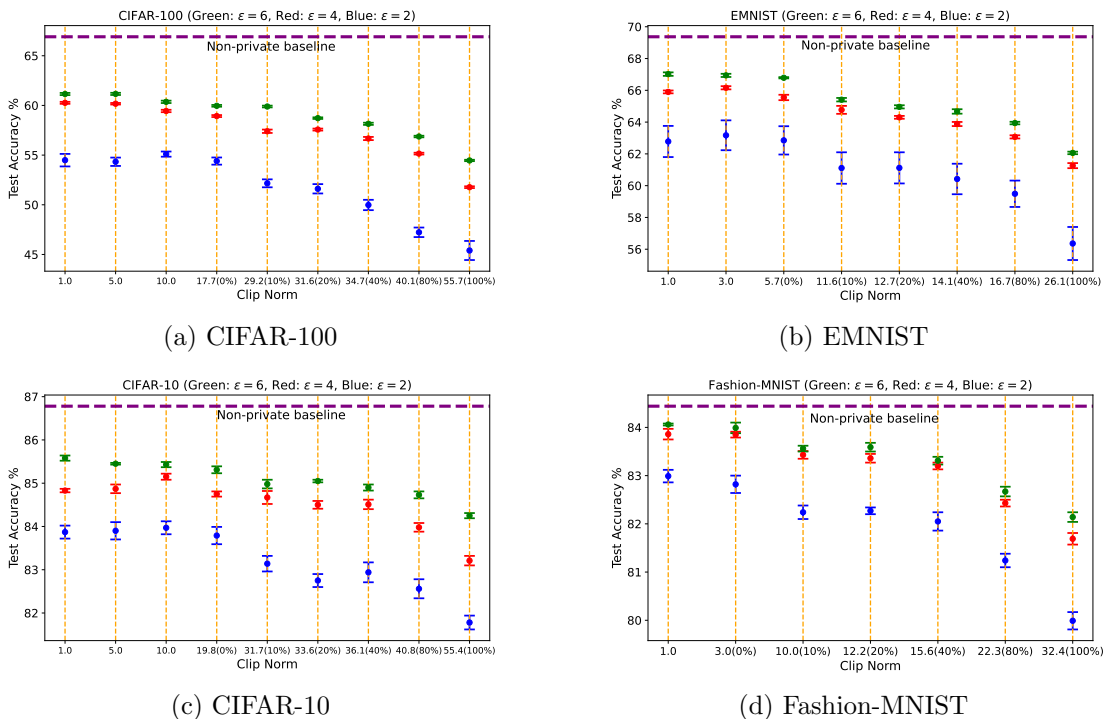 CIFAR-100 (Green: ε = 6, Red: ε = 4, Blue: ε = 2)
Non-private baseline
Test Accuracy %
65
60
55
50
45
1.0 5.0 10.0 17.7(0%) 29.2(10%) 31.6(20%) 34.7(40%) 40.1(80%) 55.7(100%)
Clip Norm
(a) CIFAR-100
EMNIST (Green: ε = 6, Red: ε = 4, Blue: ε = 2)
Non-private baseline
Test Accuracy %
70
68
66
64
62
60
58
56
1.0 3.0 5.7(0%) 11.6(10%) 12.7(20%) 14.1(40%) 16.7(80%) 26.1(100%)
Clip Norm
(b) EMNIST
CIFAR-10 (Green: ε = 6, Red: ε = 4, Blue: ε = 2)
Non-private baseline
Test Accuracy %
87
86
85
84
83
82
1.0 5.0 10.0 19.8(0%) 31.7(10%) 33.6(20%) 36.1(40%) 40.8(80%) 55.4(100%)
Clip Norm
(c) CIFAR-10
Fashion-MNIST (Green: ε = 6, Red: ε = 4, Blue: ε = 2)
Non-private baseline
Test Accuracy %
84
83
82
81
80
1.0 3.0(0%) 10.0(10%) 12.2(20%) 15.6(40%) 22.3(80%) 32.4(100%)
Clip Norm
(d) Fashion-MNIST